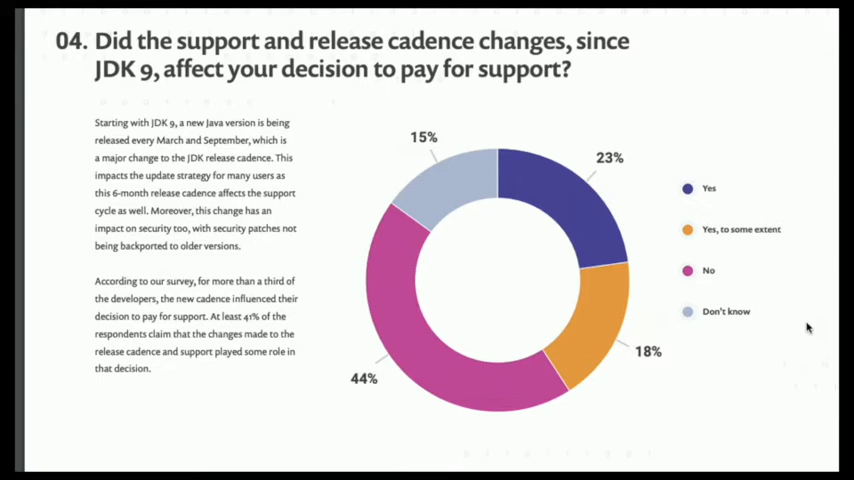 04. Did the support and release cadence changes, since
JDK 9, affect your decision to pay for support?
Starting with JDK 9, a new Java version is being
released every March and September, which is
a major change to the JDK release cadence. This
impacts the update strategy for many users as
this 6-month release cadence affects the support
cycle as well. Moreover, this change has an
impact on security too, with security patches not
being backported to older versions.
According to our survey, for more than a third of
the developers, the new cadence influenced their
decision to pay for support. At least 41% of the
respondents claim that the changes made to the
release cadence and support played some role in
that decision.
15%
23%
18%
44%
Yes
Yes, to some extent
No
Don't know